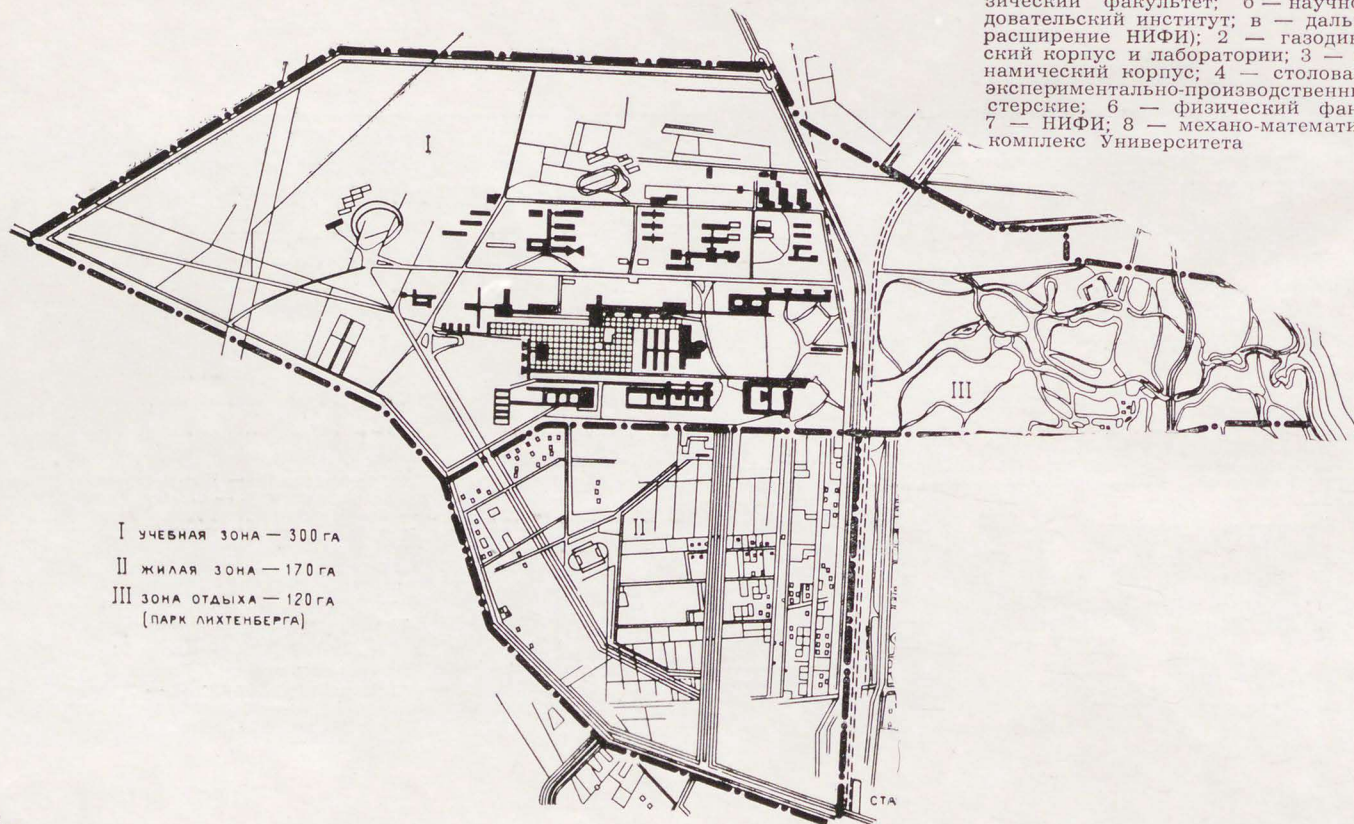 зический факультет; б — научно
довательский институт; в — даль
расширение НИФИ); 2 — газодин
ский корпус и лаборатории; 3 —
намический корпус; 4 — столова
экспериментально-производственн
стерские; 6 — физический фа
7 — НИФИ; 8 — механо-математи
комплекс Университета
I
III
II
I УЧЕБНАЯ ЗОНА — 300 ГА
II ЖИЛАЯ ЗОНА — 170 ГА
III ЗОНА ОТДЫХА — 120 ГА
(ПАРК ЛИХТЕНБЕРГА)
СТА